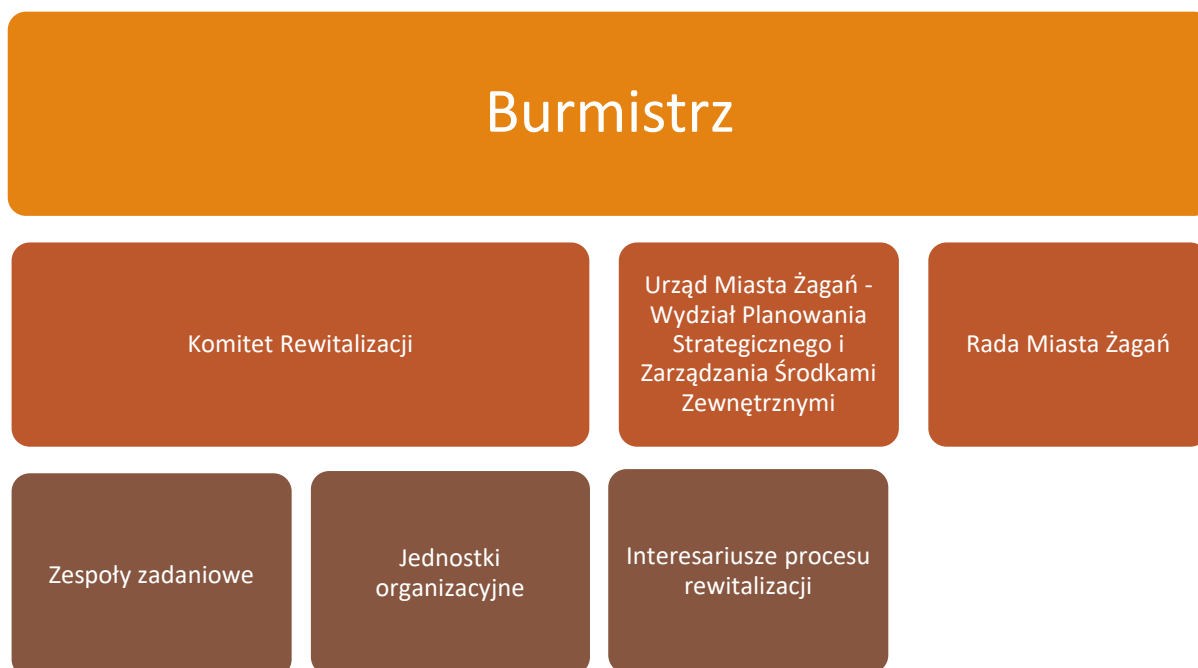 Burmistrz
Komitet Rewitalizacji
Urząd Miasta Żagań -
Wydział Planowania
Strategicznego i
Zarządzania Środkami
Zewnętrznymi
Rada Miasta Żagań
Zespoły zadaniowe
Jednostki
organizacyjne
Interesariusze procesu
rewitalizacji